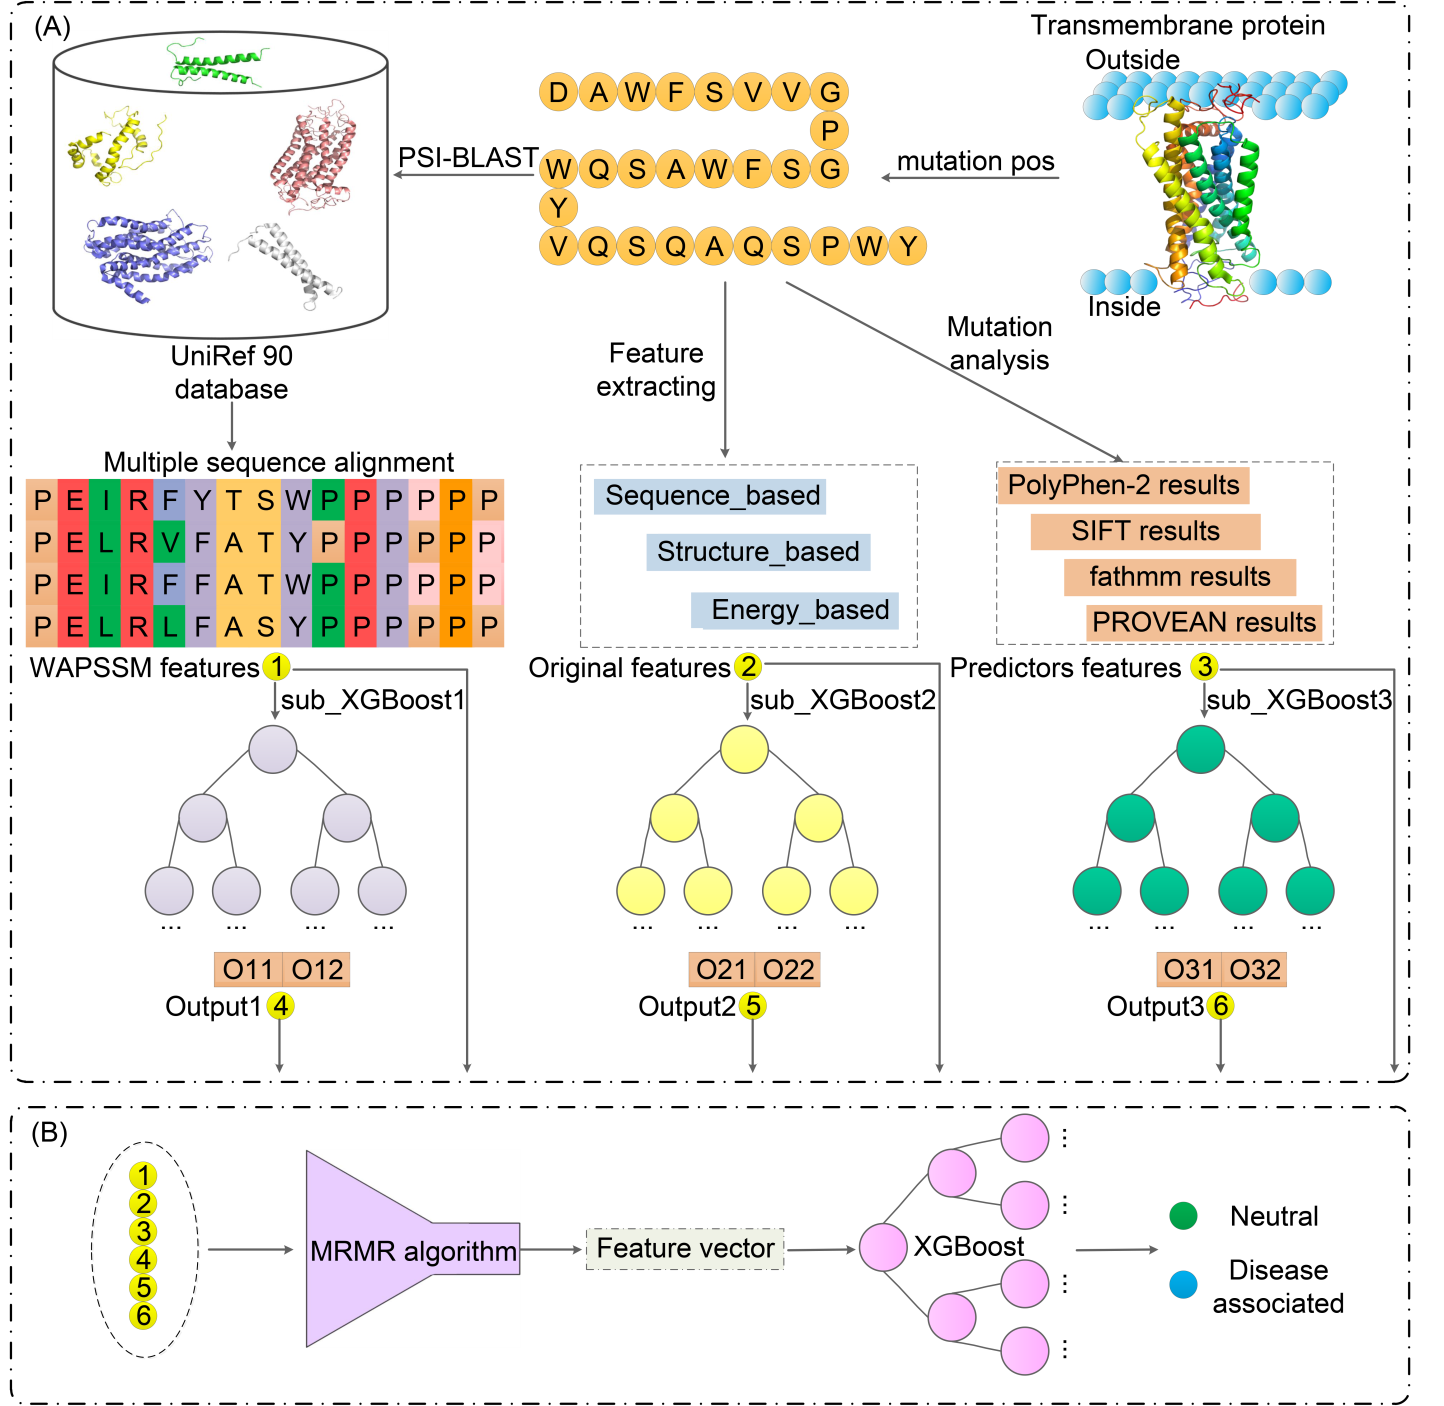 (A)
Transmembrane protein
Outside
D A W F S V V G
P
W Q S A W F S G
Y
V Q S Q A Q S P W Y
PSI-BLAST
mutation pos
Inside
UniRef 90
database
Feature
extracting
Mutation
analysis
Multiple sequence alignment
P E I R F Y T S W P P P P P P
P E L R V F A T Y P P P P P P
P E I R F F A T W P P P P P P
P E L R L F A S Y P P P P P P
Sequence_based
Structure_based
Energy_based
PolyPhen-2 results
SIFT results
fathmm results
PROVEAN results
WAPSSM features 1
Original features 2
Predictors features 3
sub_XGBoost1
sub_XGBoost2
sub_XGBoost3
... ... ... ...
... ... ... ...
... ... ... ...
O11 O12
O21 O22
O31 O32
Output1 4
Output2 5
Output3 6
(B)
1
2
3
4
5
6
MRMR algorithm
Feature vector
XGBoost
...
...
...
...
Neutral
Disease
associated